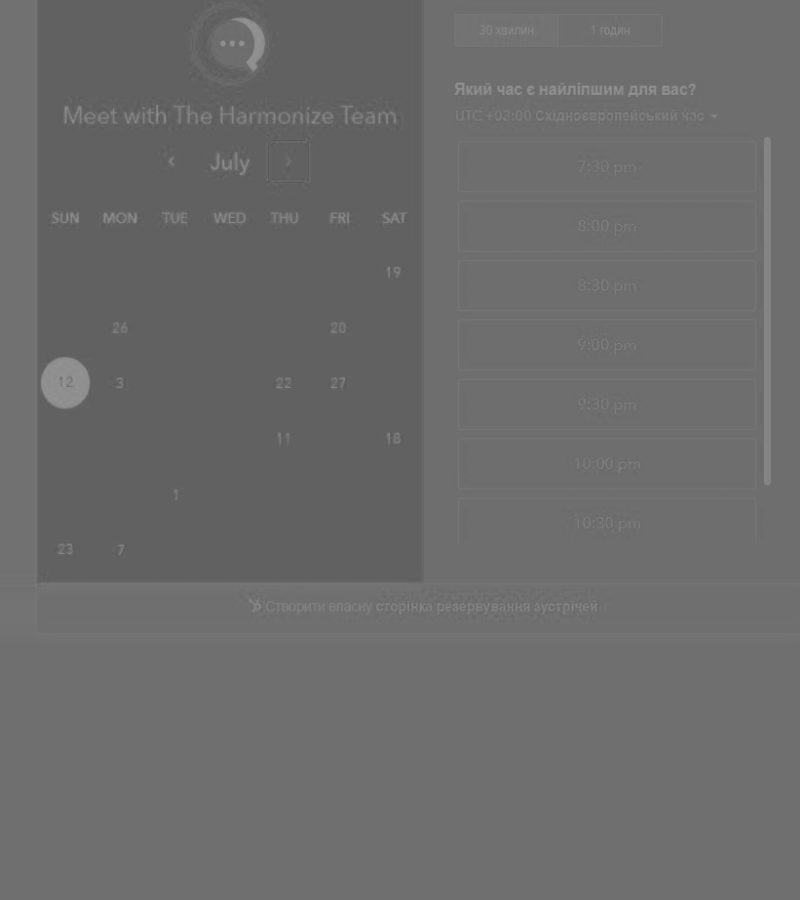 Meet with The Harmonize Team
July
SUN MON TUE WED THU FRI SAT
19
26 20
12 3 22 27
11 18
1
23 7
30 хвилин 1 годин
Який час є найліпшим для вас?
UTC +03:00 Східноєвропейський час
7:30 pm
8:00 pm
8:30 pm
9:00 pm
9:30 pm
10:00 pm
10:30 pm
Створити власну сторінка резервування зустрічей